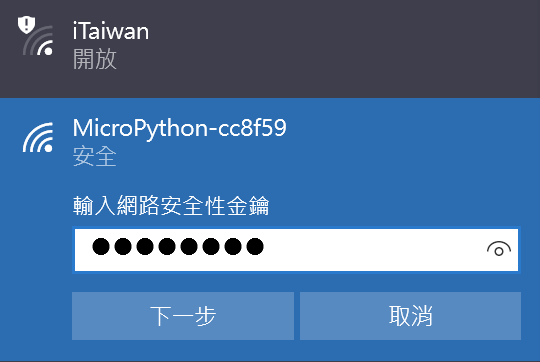 iTaiwan
開放
MicroPython-cc8f59
安全
輸入網路安全性金鑰
●●●●●●●●
下一步
取消